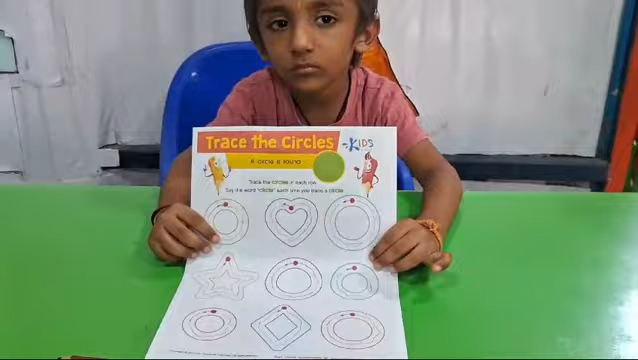 Trace the Circles
KIDS
A circle is round
Trace the circles in each row.
Say the word "circle" each time you trace a circle.